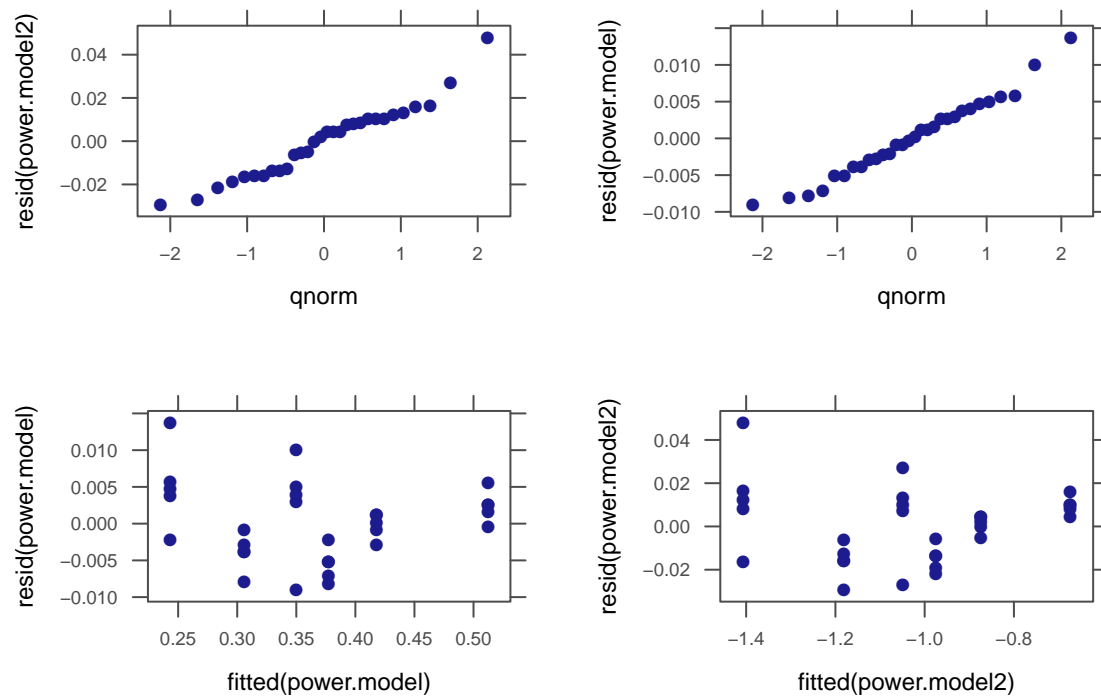 resid(power.model2)
0.04
0.02
0.00
−0.02
−2 −1 0 1 2
qnorm
resid(power.model)
0.010
0.005
0.000
−0.005
−0.010
−2 −1 0 1 2
qnorm
resid(power.model)
0.010
0.005
0.000
−0.005
−0.010
0.25 0.30 0.35 0.40 0.45 0.50
fitted(power.model)
resid(power.model2)
0.04
0.02
0.00
−0.02
−1.4 −1.2 −1.0 −0.8
fitted(power.model2)